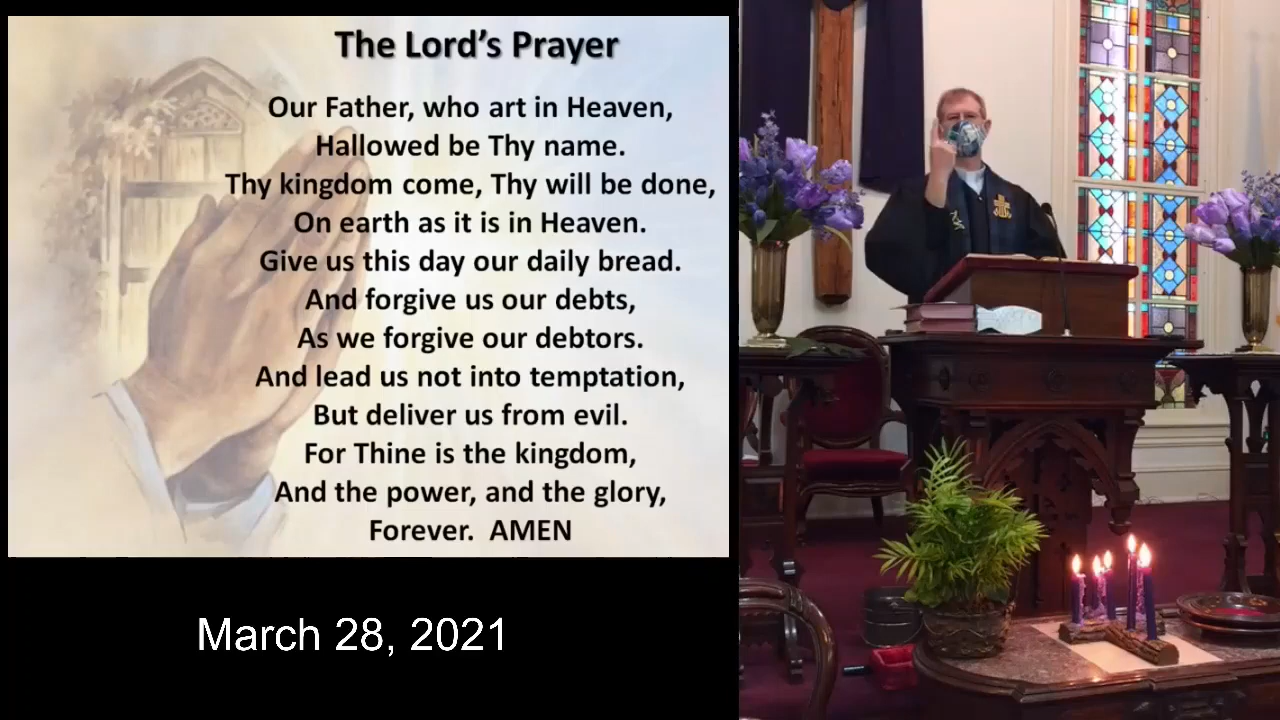 The Lord's Prayer
Our Father, who art in Heaven,
Hallowed be Thy name.
Thy kingdom come, Thy will be done,
On earth as it is in Heaven.
Give us this day our daily bread.
And forgive us our debts,
As we forgive our debtors.
And lead us not into temptation,
But deliver us from evil.
For Thine is the kingdom,
And the power, and the glory,
Forever.  AMEN
March 28, 2021